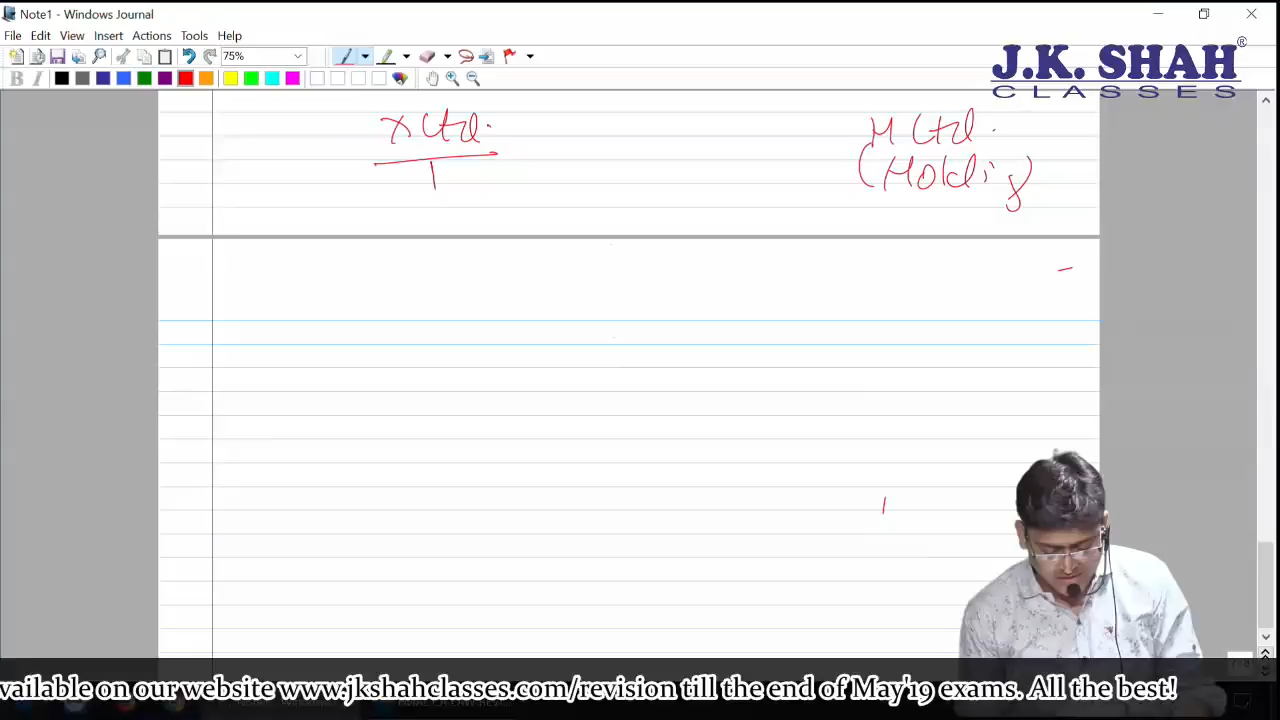 Note1 - Windows Journal
File Edit View Insert Actions Tools Help
75%
B I
J.K. SHAH®
CLASSES
X Ltd.
H Ltd.
(Holding)
vailable on our website www.jkshahclasses.com/revision till the end of May'19 exams. All the best!